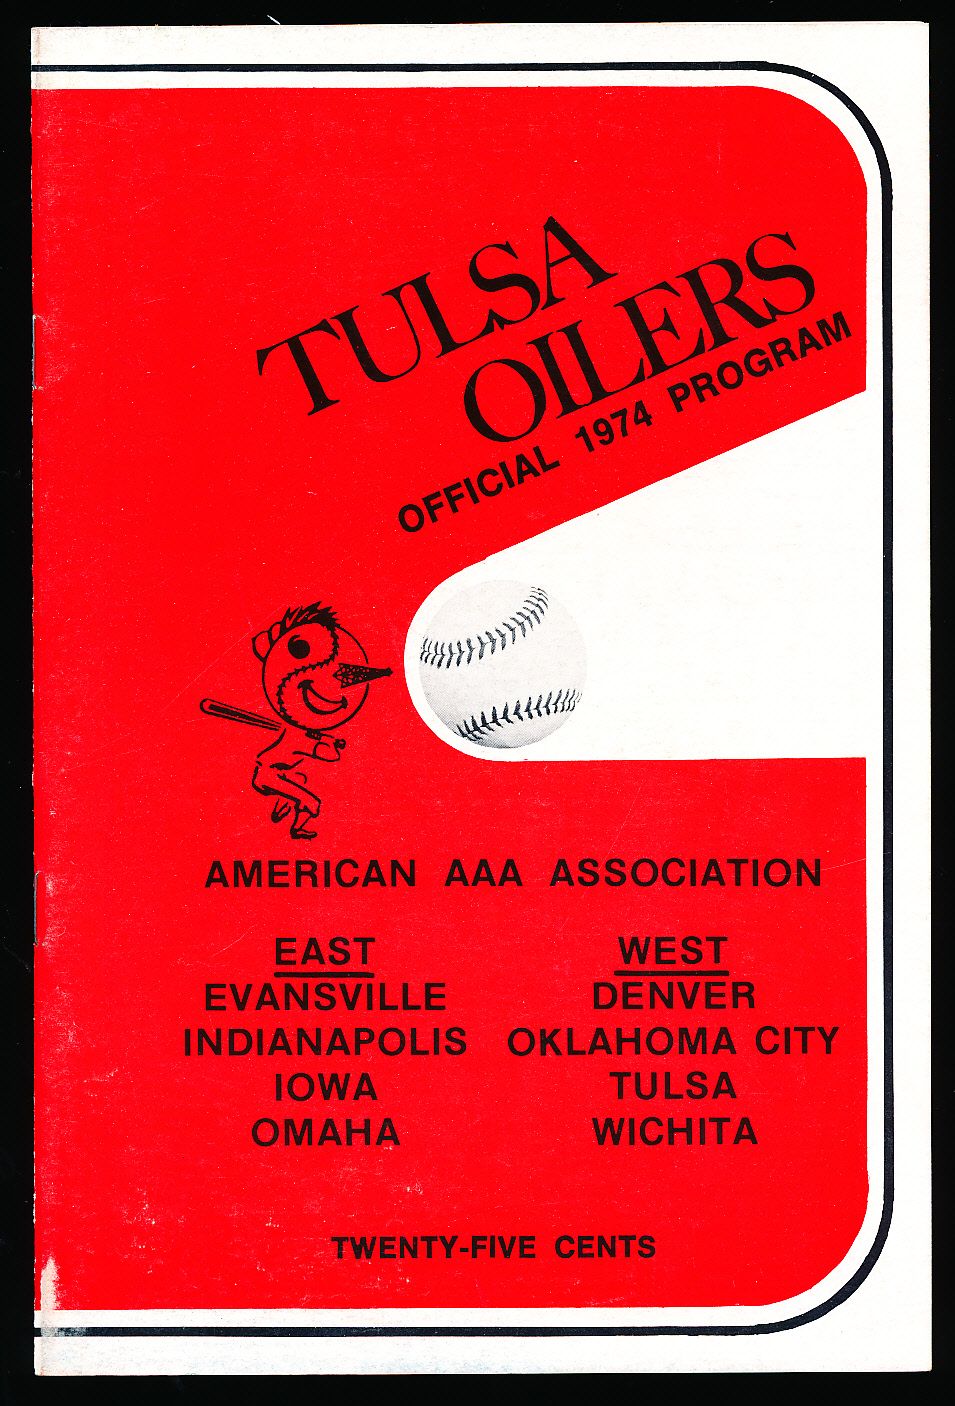 TULSA
OILERS
OFFICIAL 1974 PROGRAM
AMERICAN AAA ASSOCIATION
EAST
EVANSVILLE
INDIANAPOLIS
IOWA
OMAHA
WEST
DENVER
OKLAHOMA CITY
TULSA
WICHITA
TWENTY-FIVE CENTS